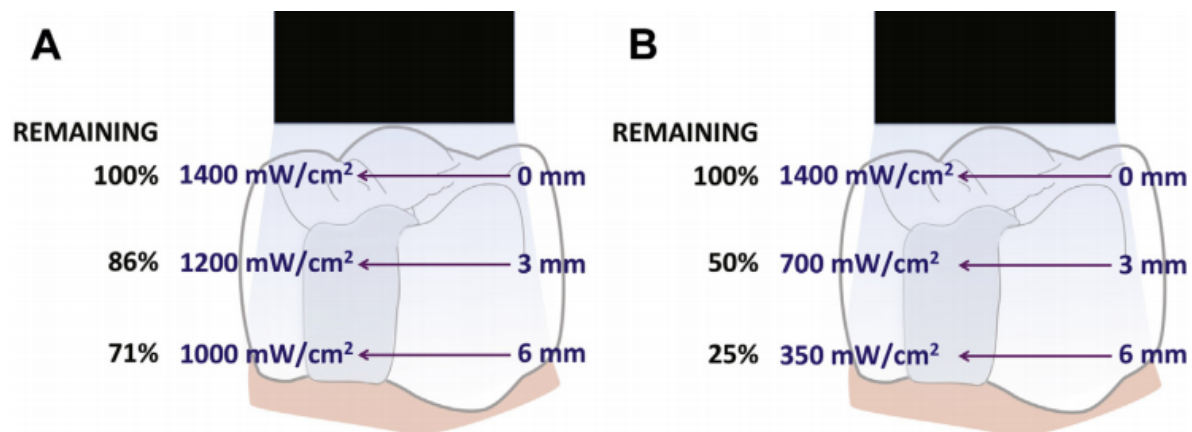 A
REMAINING
100% 1400 mW/cm² 0 mm
86% 1200 mW/cm² 3 mm
71% 1000 mW/cm² 6 mm
B
REMAINING
100% 1400 mW/cm² 0 mm
50% 700 mW/cm² 3 mm
25% 350 mW/cm² 6 mm